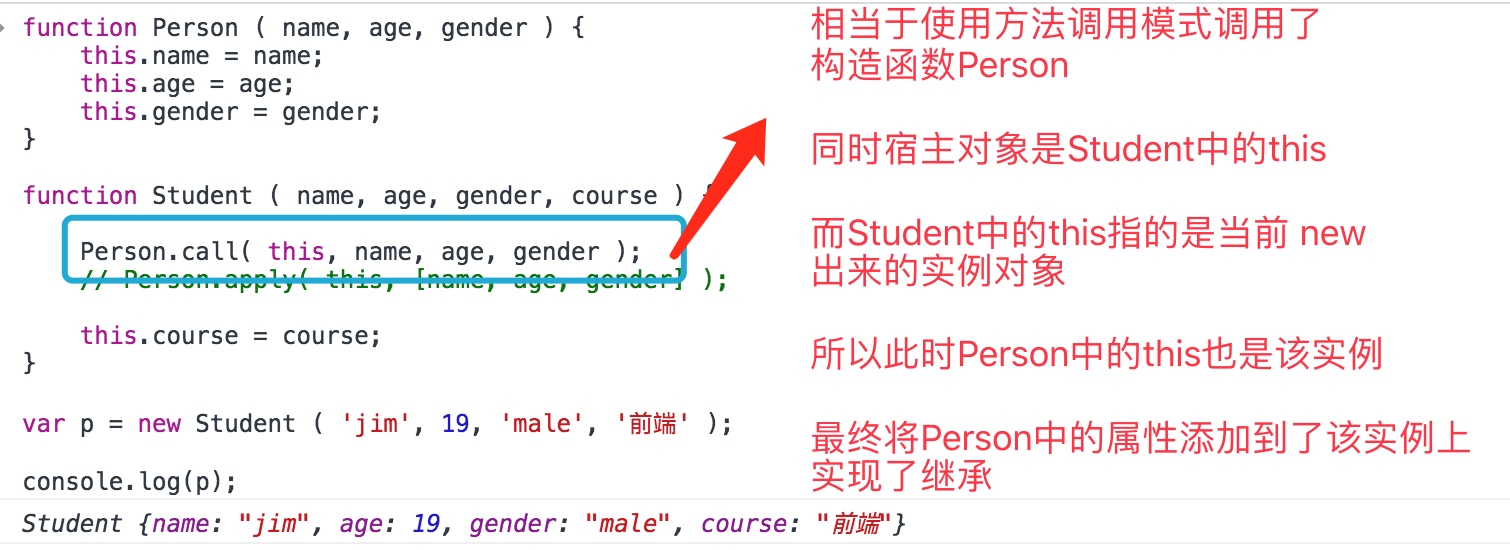 function Person ( name, age, gender ) {
    this.name = name;
    this.age = age;
    this.gender = gender;
}
function Student ( name, age, gender, course ) {
    Person.call( this, name, age, gender );
    // Person.apply( this, [name, age, gender] );
    this.course = course;
}
var p = new Student ( 'jim', 19, 'male', '前端' );
console.log(p);
Student {name: "jim", age: 19, gender: "male", course: "前端"}
相当于使用方法调用模式调用了
构造函数Person
同时宿主对象是Student中的this
而Student中的this指的是当前 new
出来的实例对象
所以此时Person中的this也是该实例
最终将Person中的属性添加到了该实例上
实现了继承